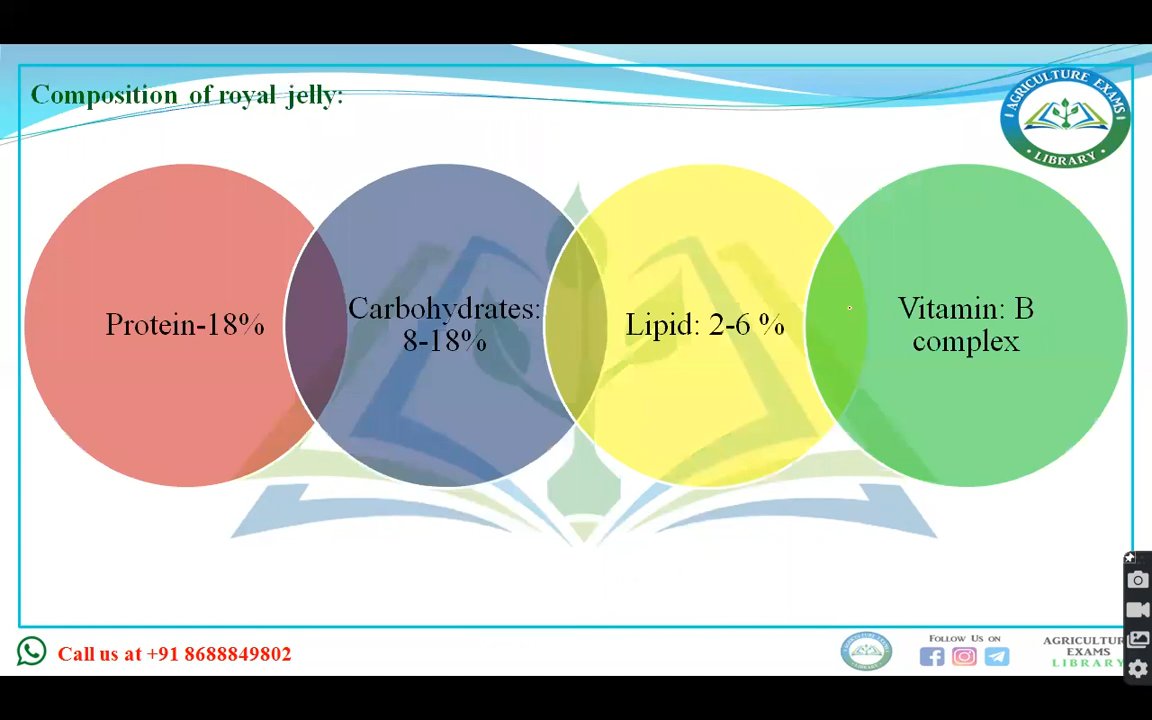 Composition of royal jelly:
AGRICULTURE EXAMS
• LIBRARY •
Protein-18%
Carbohydrates:
8-18%
Lipid: 2-6 %
Vitamin: B
complex
Call us at +91 8688849802
FOLLOW US ON
AGRICULTUR
EXAMS
LIBRARY